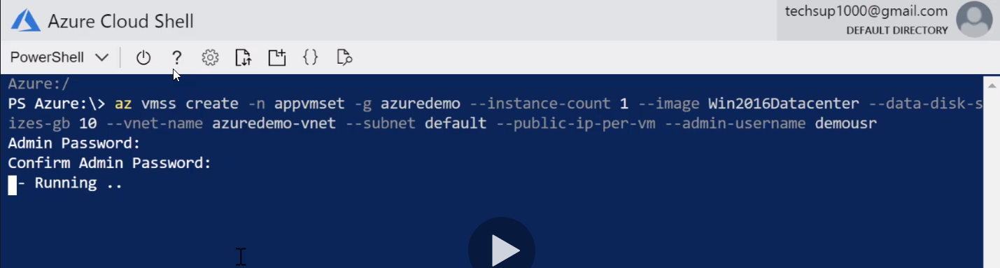 Azure Cloud Shell
techsup1000@gmail.com
DEFAULT DIRECTORY
PowerShell
?
{}
Azure:/
PS Azure:\> az vmss create -n appvmset -g azuredemo --instance-count 1 --image Win2016Datacenter --data-disk-s
izes-gb 10 --vnet-name azuredemo-vnet --subnet default --public-ip-per-vm --admin-username demousr
Admin Password:
Confirm Admin Password:
- Running ..